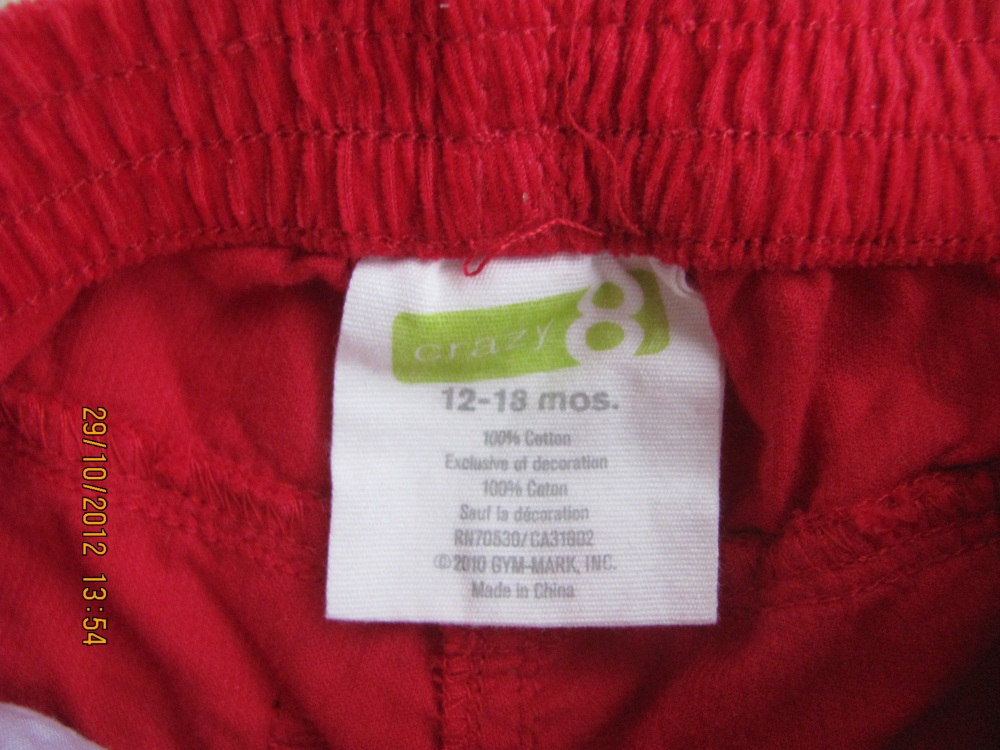 crazy 8
12-18 mos.
100% Cotton
Exclusive of decoration
100% Coton
Sauf la décoration
RN70530/CA31802
©2010 GYM-MARK, INC.
Made in China
29/10/2012 13:54